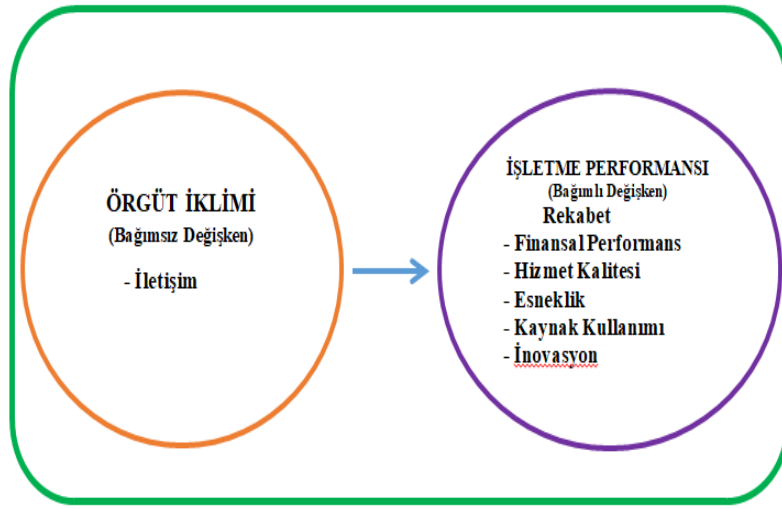 ÖRGÜT İKLİMİ
(Bağımsız Değişken)
- İletişim
İŞLETME PERFORMANSI
(Bağımlı Değişken)
Rekabet
- Finansal Performans
- Hizmet Kalitesi
- Esneklik
- Kaynak Kullanımı
- İnovasyon